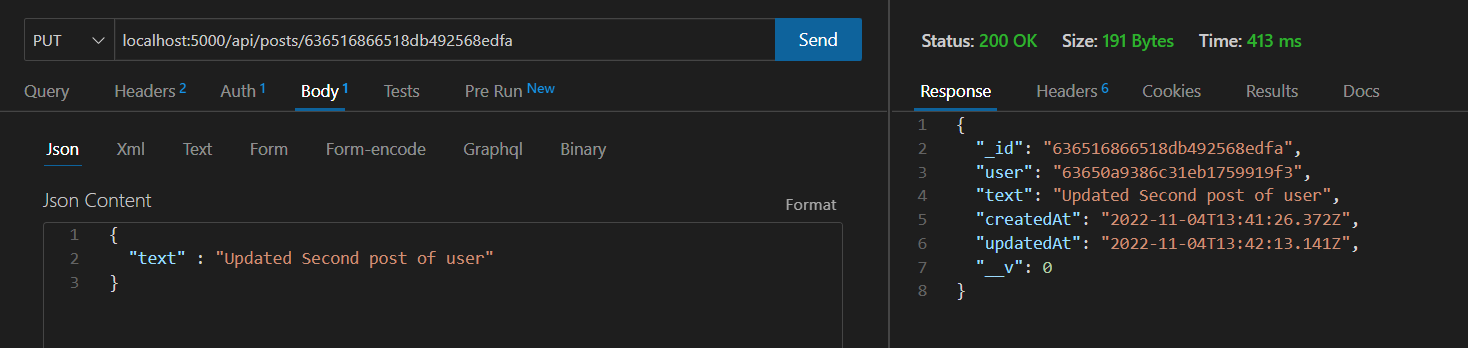 PUT localhost:5000/api/posts/636516866518db492568edfa Send
Query Headers 2 Auth 1 Body 1 Tests Pre Run New
Json Xml Text Form Form-encode Graphql Binary
Json Content Format
1 {
2 "text" : "Updated Second post of user"
3 }
Status: 200 OK Size: 191 Bytes Time: 413 ms
Response Headers 6 Cookies Results Docs
1 {
2 "_id": "636516866518db492568edfa",
3 "user": "63650a9386c31eb1759919f3",
4 "text": "Updated Second post of user",
5 "createdAt": "2022-11-04T13:41:26.372Z",
6 "updatedAt": "2022-11-04T13:42:13.141Z",
7 "__v": 0
8 }